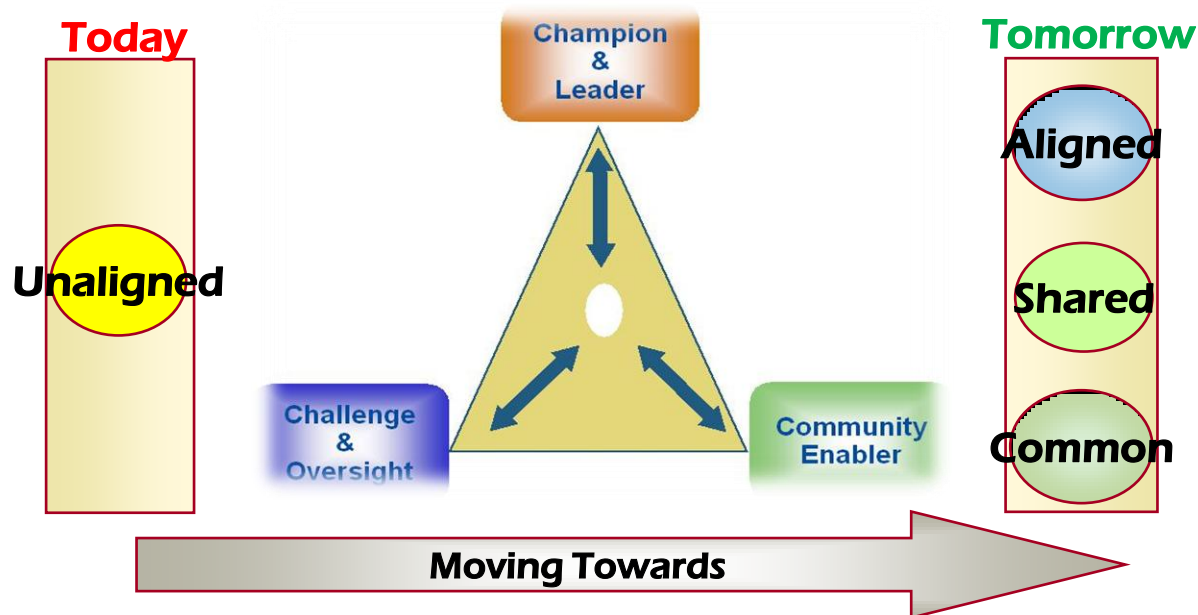 Today
Unaligned
Champion
&
Leader
Challenge
&
Oversight
Community
Enabler
Tomorrow
Aligned
Shared
Common
Moving Towards